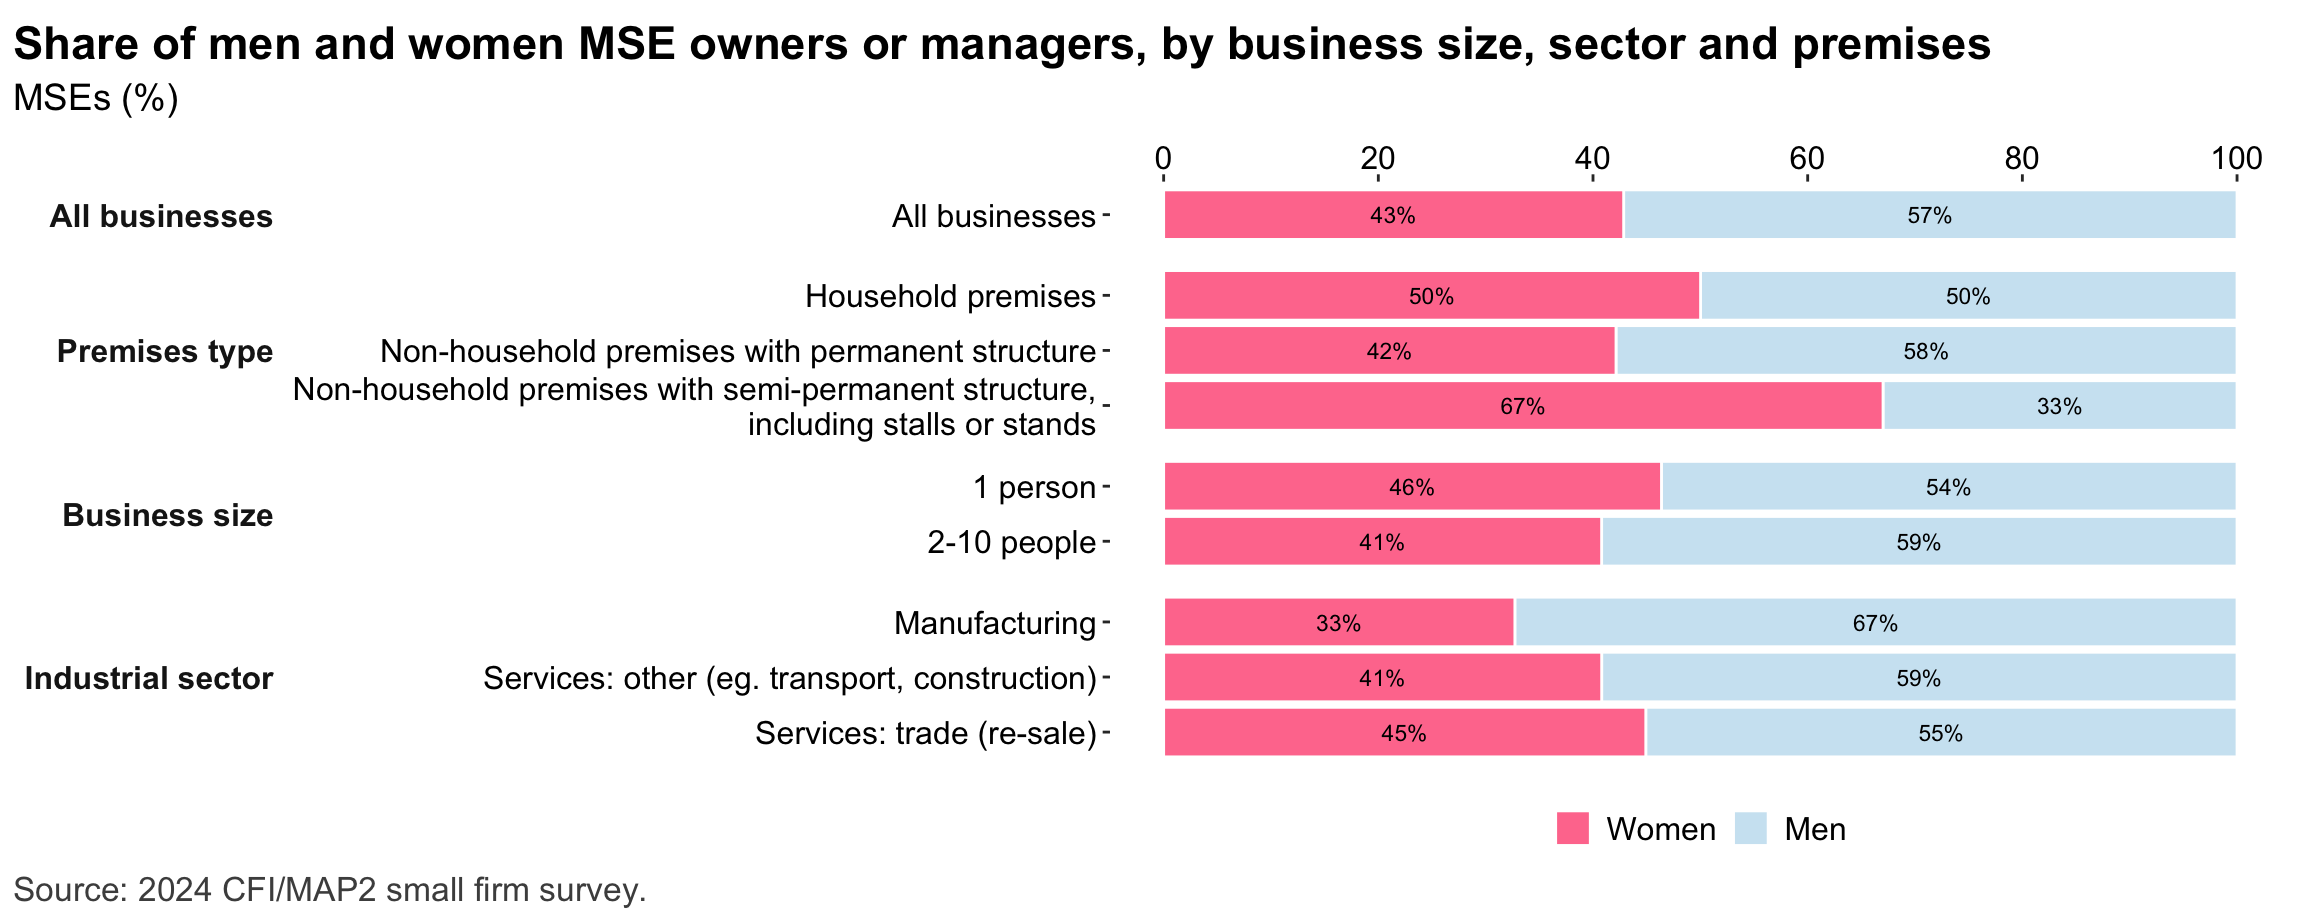 Share of men and women MSE owners or managers, by business size, sector and premises
MSEs (%)
0 20 40 60 80 100
All businesses All businesses 43% 57%
Household premises 50% 50%
Premises type Non-household premises with permanent structure 42% 58%
Non-household premises with semi-permanent structure,
including stalls or stands 67% 33%
1 person 46% 54%
Business size
2-10 people 41% 59%
Manufacturing 33% 67%
Industrial sector Services: other (eg. transport, construction) 41% 59%
Services: trade (re-sale) 45% 55%
Women Men
Source: 2024 CFI/MAP2 small firm survey.